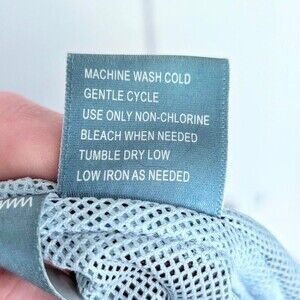 MACHINE WASH COLD
GENTLE CYCLE
USE ONLY NON-CHLORINE
BLEACH WHEN NEEDED
TUMBLE DRY LOW
LOW IRON AS NEEDED